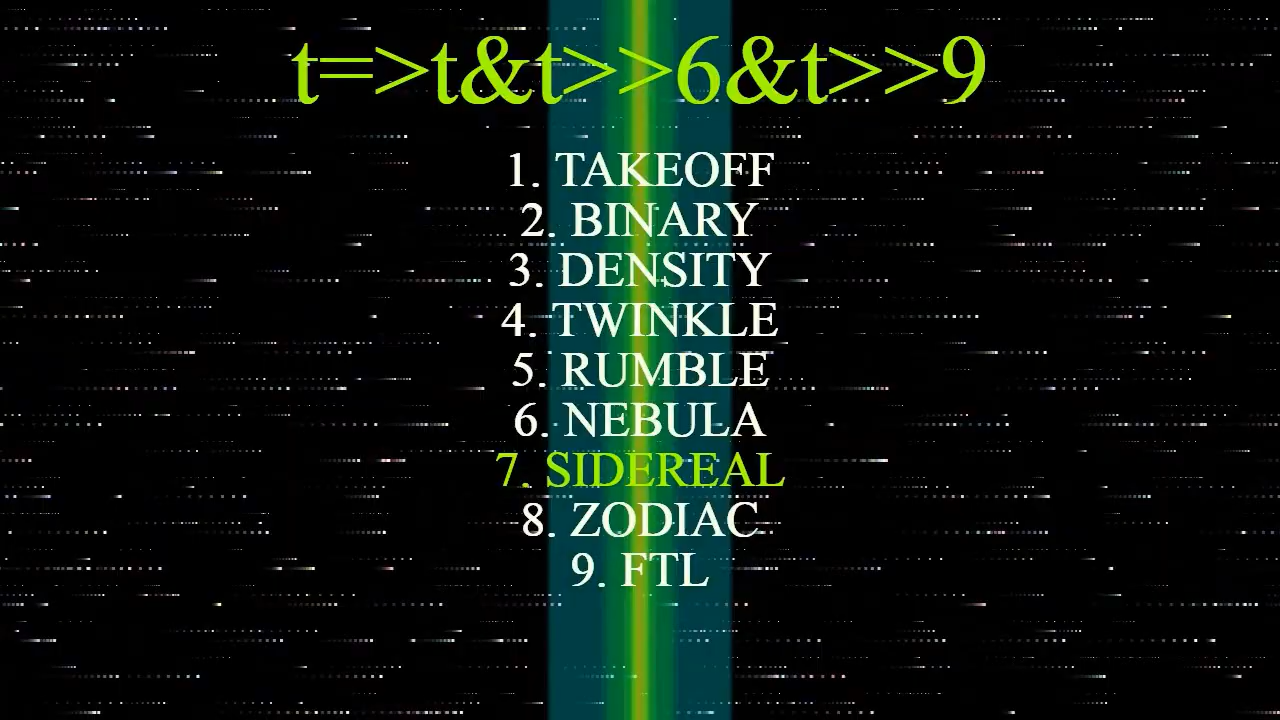 t=>t&t>>6&t>>9
1. TAKEOFF
2. BINARY
3. DENSITY
4. TWINKLE
5. RUMBLE
6. NEBULA
7. SIDEREAL
8. ZODIAC
9. FTL